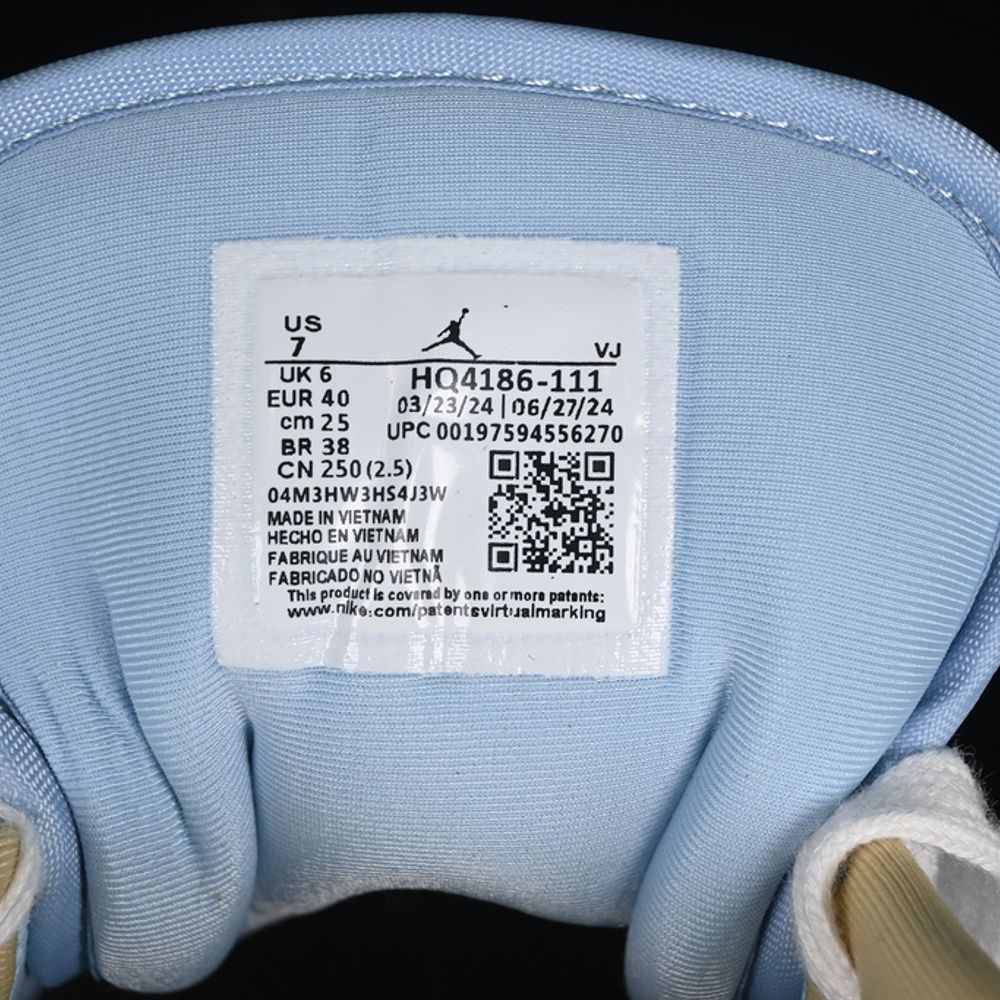 US
7
VJ
UK 6
EUR 40
cm 25
BR 38
CN 250 (2.5)
HQ4186-111
03/23/24 | 06/27/24
UPC 00197594556270
04M3HW3HS4J3W
MADE IN VIETNAM
HECHO EN VIETNAM
FABRIQUE AU VIETNAM
FABRICADO NO VIETNÃ
This product is covered by one or more patents:
www.nike.com/patentsvirtualmarking